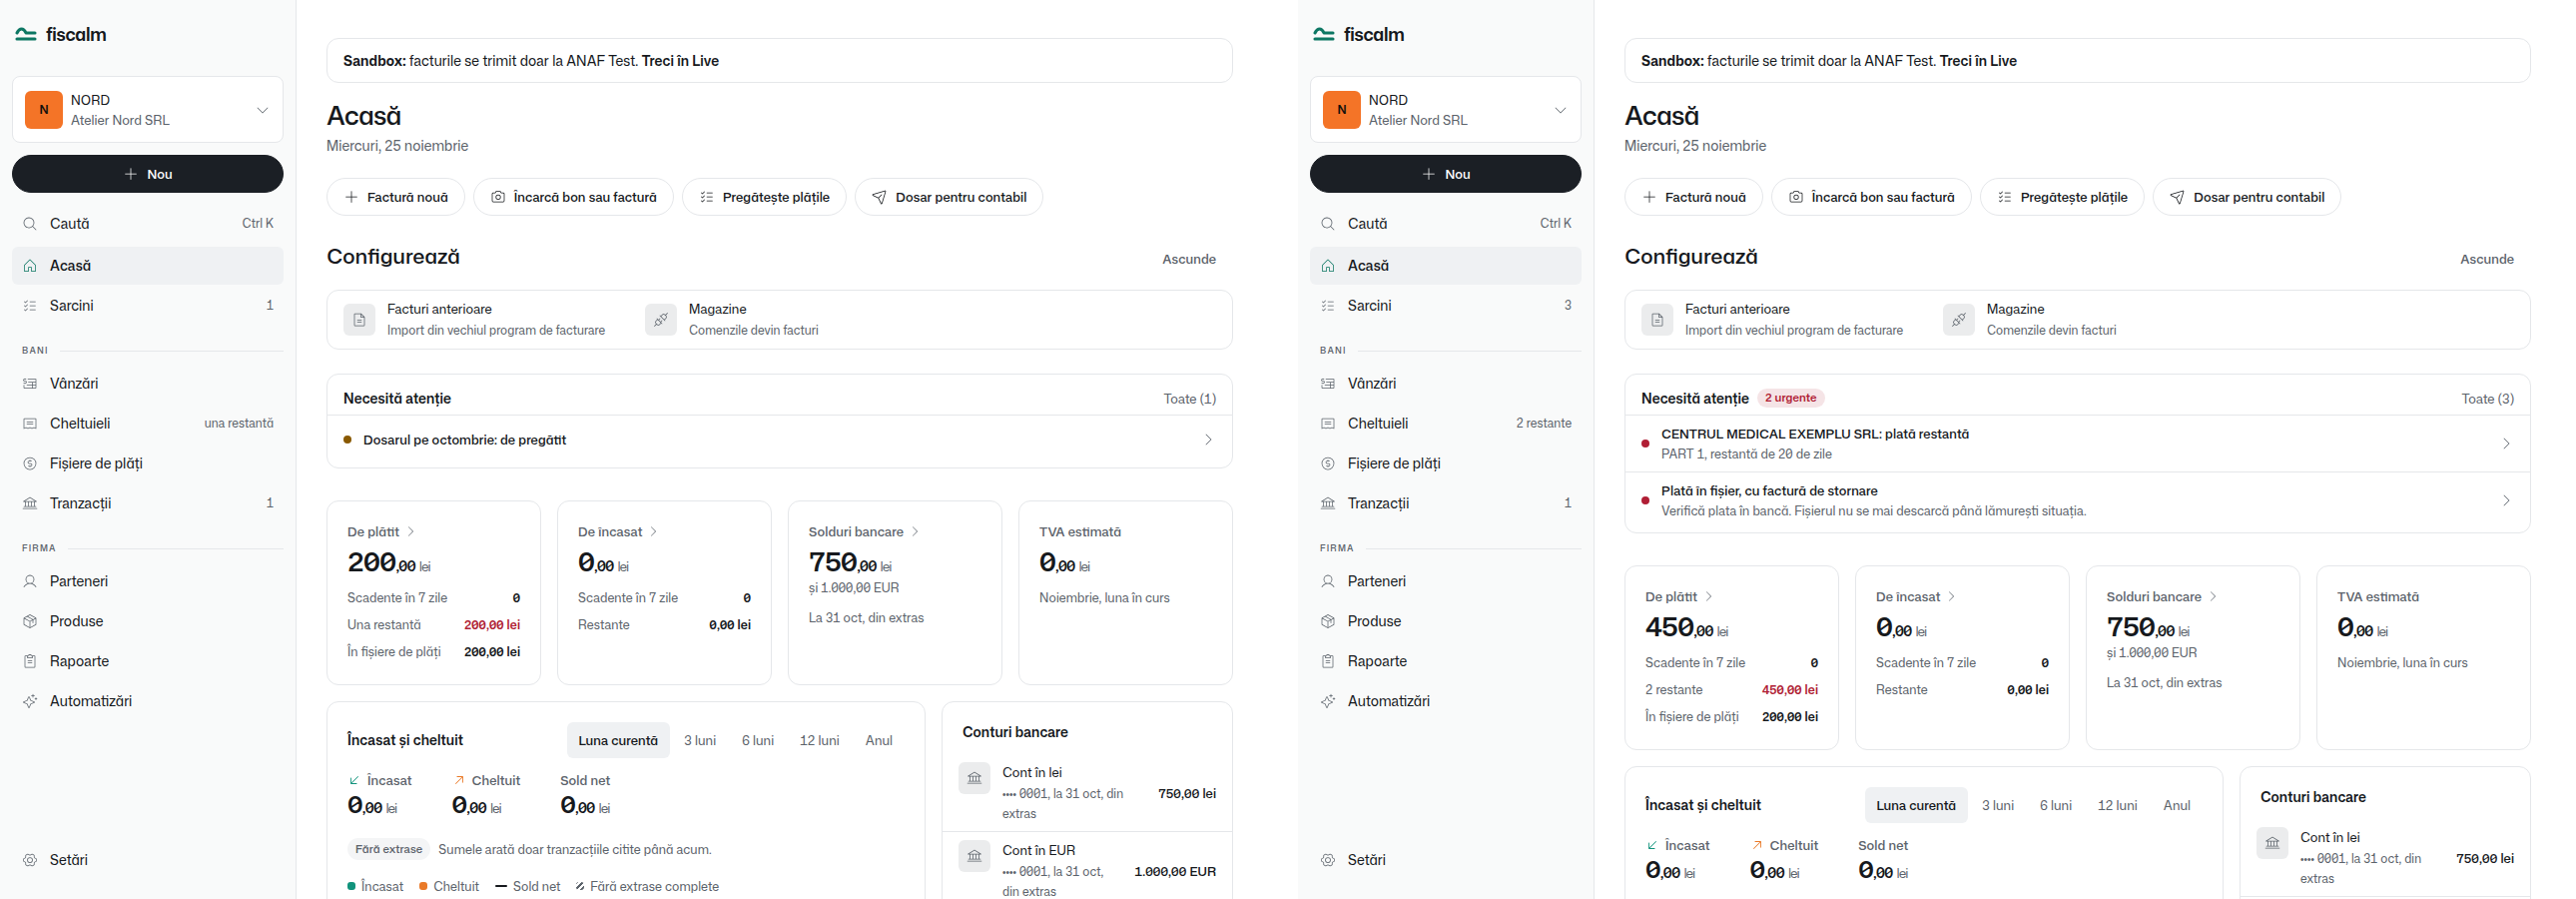 fiscalm
N
NORD
Atelier Nord SRL
Nou
Caută Ctrl K
Acasă
Sarcini 1
BANI
Vânzări
Cheltuieli una restantă
Fișiere de plăți
Tranzacții 1
FIRMA
Parteneri
Produse
Rapoarte
Automatizări
Setări
Sandbox: facturile se trimit doar la ANAF Test. Treci în Live
Acasă
Miercuri, 25 noiembrie
Factură nouă Încarcă bon sau factură Pregătește plățile Dosar pentru contabil
Configurează Ascunde
Facturi anterioare
Import din vechiul program de facturare
Magazine
Comenzile devin facturi
Necesită atenție Toate (1)
Dosarul pe octombrie: de pregătit
De plătit
200,00 lei
Scadente în 7 zile 0
Una restantă 200,00 lei
În fișiere de plăți 200,00 lei
De încasat
0,00 lei
Scadente în 7 zile 0
Restante 0,00 lei
Solduri bancare
750,00 lei
și 1.000,00 EUR
La 31 oct, din extras
TVA estimată
0,00 lei
Noiembrie, luna în curs
Încasat și cheltuit Luna curentă 3 luni 6 luni 12 luni Anul
Încasat Cheltuit Sold net
0,00 lei 0,00 lei 0,00 lei
Fără extrase Sumele arată doar tranzacțiile citite până acum.
Încasat Cheltuit Sold net Fără extrase complete
Conturi bancare
Cont în lei
•••• 0001, la 31 oct, din
extras
750,00 lei
Cont în EUR
•••• 0001, la 31 oct,
din extras
1.000,00 EUR
fiscalm
N
NORD
Atelier Nord SRL
Nou
Caută Ctrl K
Acasă
Sarcini 3
BANI
Vânzări
Cheltuieli 2 restante
Fișiere de plăți
Tranzacții 1
FIRMA
Parteneri
Produse
Rapoarte
Automatizări
Setări
Sandbox: facturile se trimit doar la ANAF Test. Treci în Live
Acasă
Miercuri, 25 noiembrie
Factură nouă Încarcă bon sau factură Pregătește plățile Dosar pentru contabil
Configurează Ascunde
Facturi anterioare
Import din vechiul program de facturare
Magazine
Comenzile devin facturi
Necesită atenție 2 urgente Toate (3)
CENTRUL MEDICAL EXEMPLU SRL: plată restantă
PART 1, restantă de 20 de zile
Plată în fișier, cu factură de stornare
Verifică plata în bancă. Fișierul nu se mai descarcă până lămurești situația.
De plătit
450,00 lei
Scadente în 7 zile 0
2 restante 450,00 lei
În fișiere de plăți 200,00 lei
De încasat
0,00 lei
Scadente în 7 zile 0
Restante 0,00 lei
Solduri bancare
750,00 lei
și 1.000,00 EUR
La 31 oct, din extras
TVA estimată
0,00 lei
Noiembrie, luna în curs
Încasat și cheltuit Luna curentă 3 luni 6 luni 12 luni Anul
Încasat Cheltuit Sold net
0,00 lei 0,00 lei 0,00 lei
Conturi bancare
Cont în lei
•••• 0001, la 31 oct, din
extras
750,00 lei